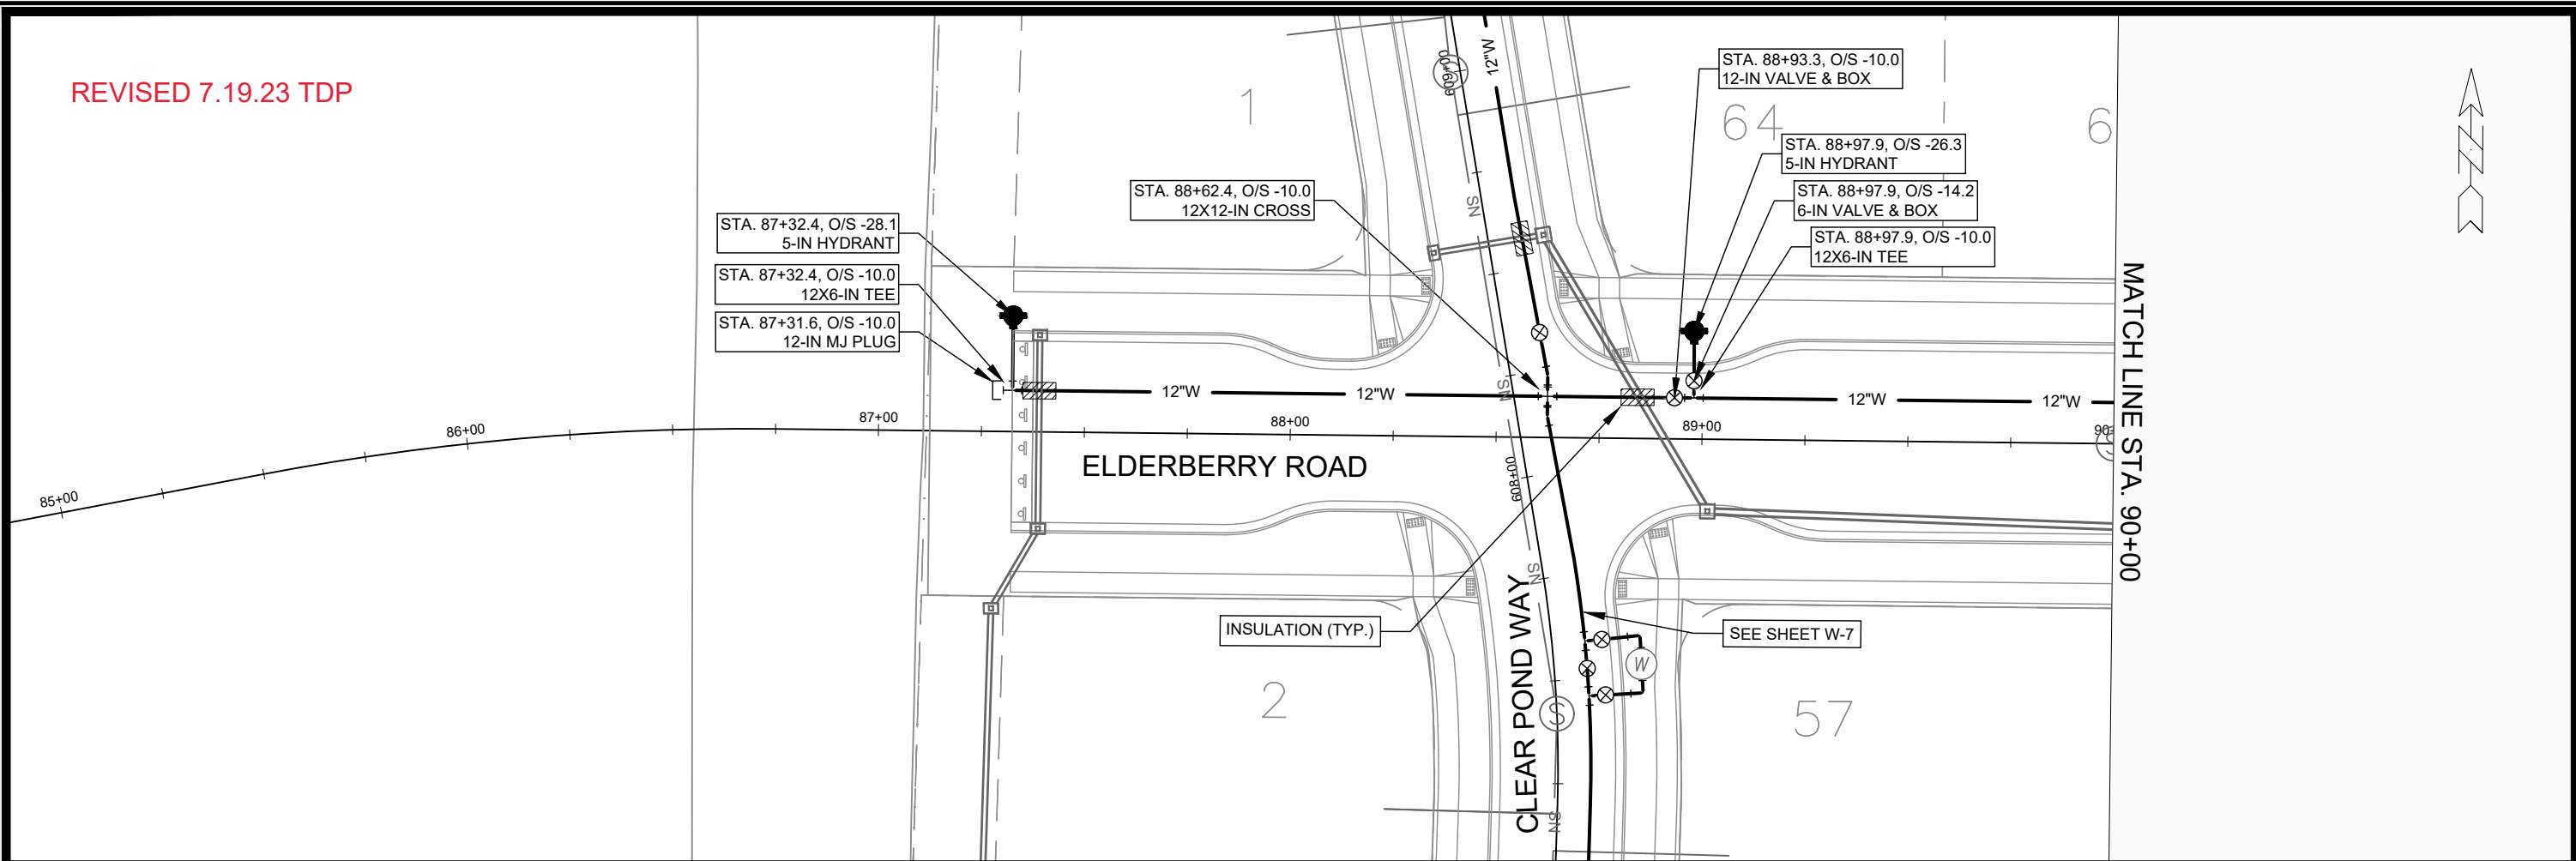 REVISED 7.19.23 TDP
STA. 87+32.4, O/S -28.1
5-IN HYDRANT
STA. 87+32.4, O/S -10.0
12X6-IN TEE
STA. 87+31.6, O/S -10.0
12-IN MJ PLUG
STA. 88+62.4, O/S -10.0
12X12-IN CROSS
STA. 88+93.3, O/S -10.0
12-IN VALVE & BOX
STA. 88+97.9, O/S -26.3
5-IN HYDRANT
STA. 88+97.9, O/S -14.2
6-IN VALVE & BOX
STA. 88+97.9, O/S -10.0
12X6-IN TEE
1
64
6
N
609+00
12"W
SN
12"W
12"W
12"W
12"W
SN
85+00
86+00
87+00
88+00
89+00
90
S
ELDERBERRY ROAD
608+00
SN
CLEAR POND WAY
INSULATION (TYP.)
SEE SHEET W-7
W
S
SN
2
57
MATCH LINE STA. 90+00